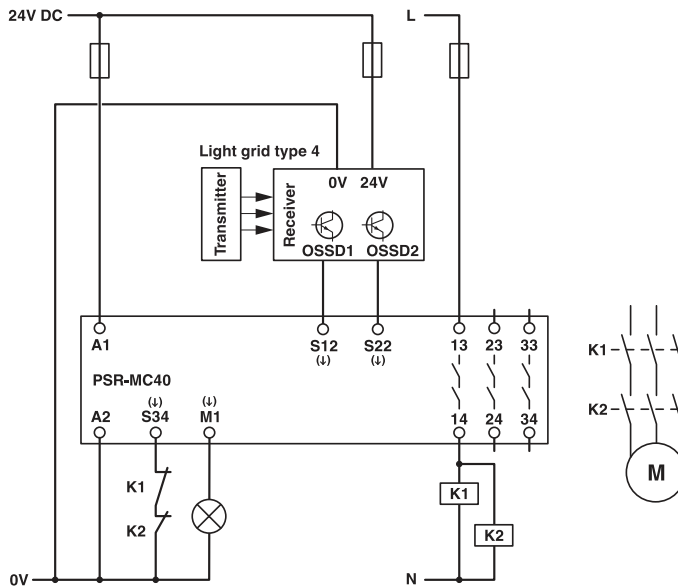 24V DC
L
Light grid type 4
0V 24V
Transmitter
Receiver
OSSD1 OSSD2
A1 S12 S22 13 23 33
(↓) (↓)
PSR-MC40
(↓) (↓)
A2 S34 M1 14 24 34
K1
K2
K1
K2
0V N
K1
K2
M